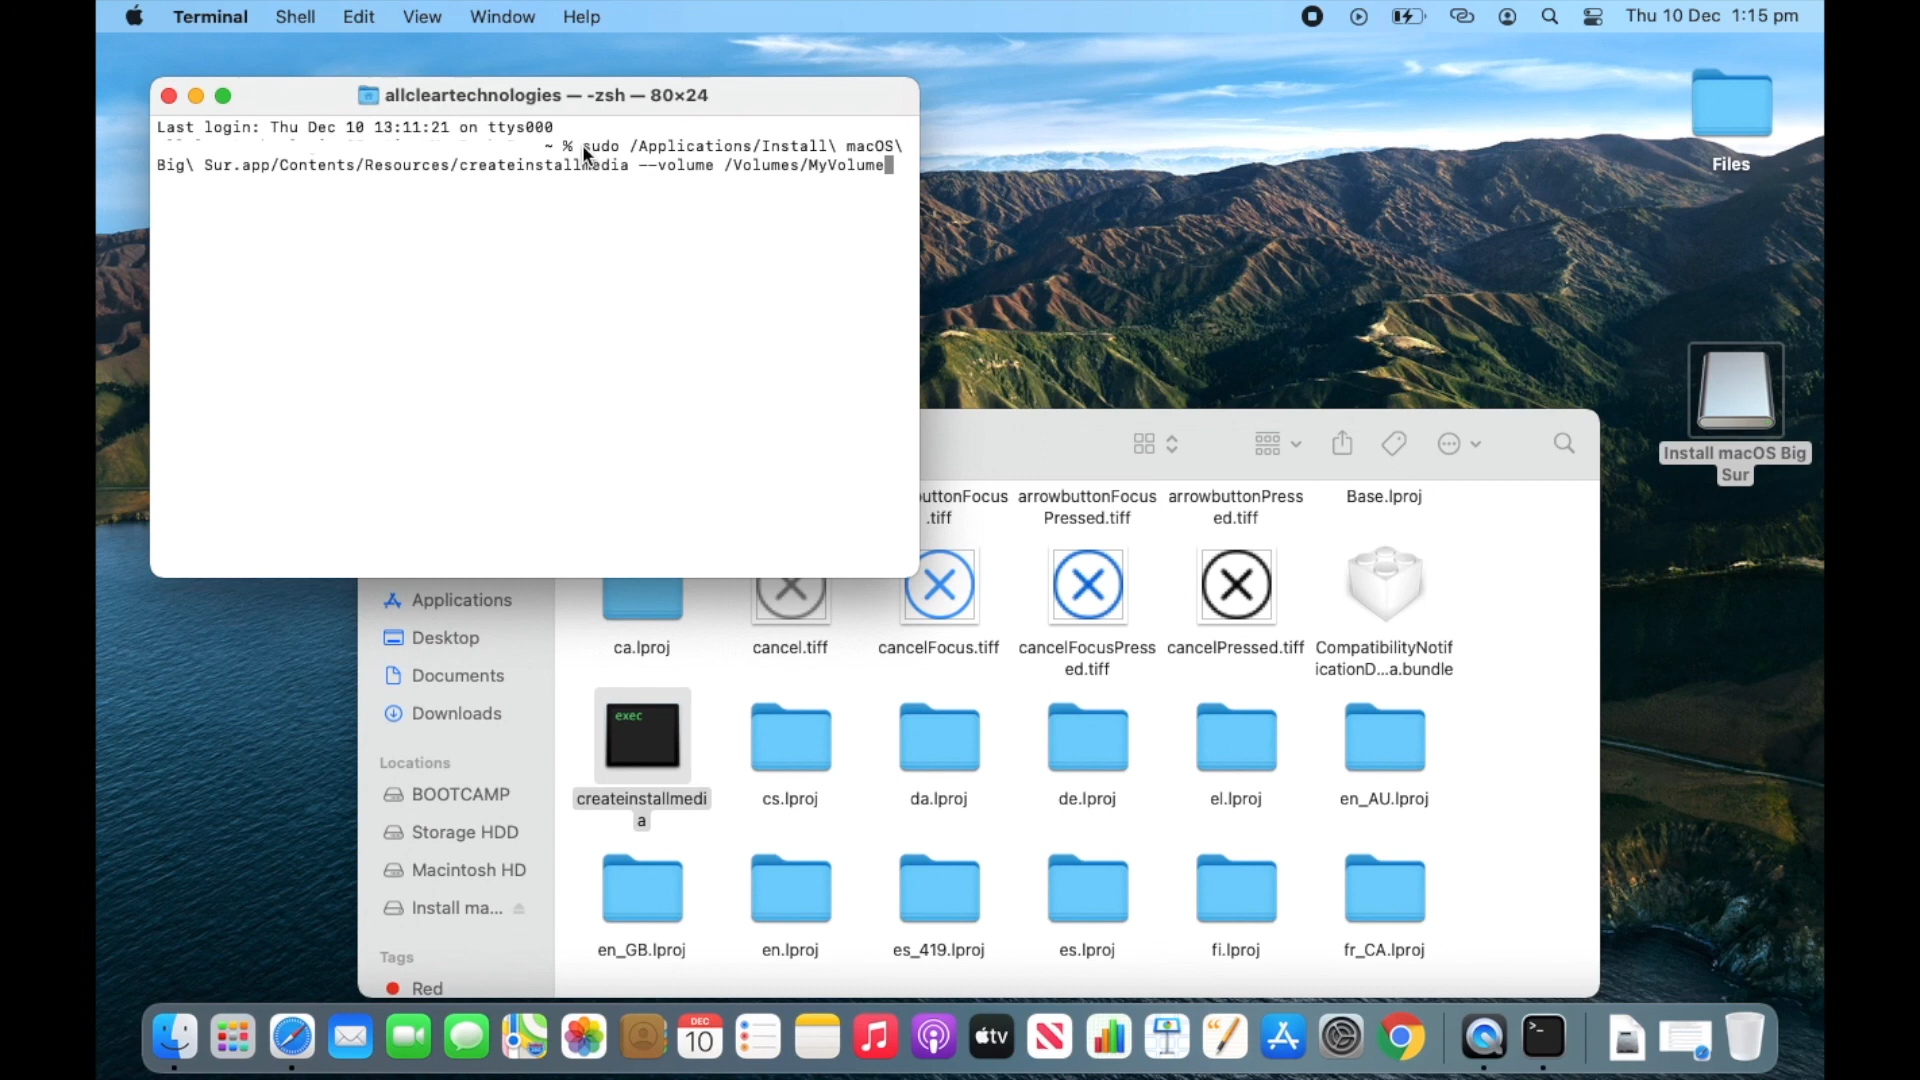 Terminal Shell Edit View Window Help Thu 10 Dec 1:15 pm
allcleartechnologies — -zsh — 80×24
Last login: Thu Dec 10 13:11:21 on ttys000
~ % sudo /Applications/Install\ macOS\
Big\ Sur.app/Contents/Resources/createinstallmedia --volume /Volumes/MyVolume
Files
Install macOS Big
Sur
uttonFocus
.tiff
arrowbuttonFocus
Pressed.tiff
arrowbuttonPress
ed.tiff
Base.lproj
Applications
Desktop
Documents
Downloads
Locations
BOOTCAMP
Storage HDD
Macintosh HD
Install ma...
Tags
Red
ca.lproj
cancel.tiff
cancelFocus.tiff
cancelFocusPress
ed.tiff
cancelPressed.tiff
CompatibilityNotif
icationD...a.bundle
exec
createinstallmedi
a
cs.lproj
da.lproj
de.lproj
el.lproj
en_AU.lproj
en_GB.lproj
en.lproj
es_419.lproj
es.lproj
fi.lproj
fr_CA.lproj
DEC
10
tv
>_